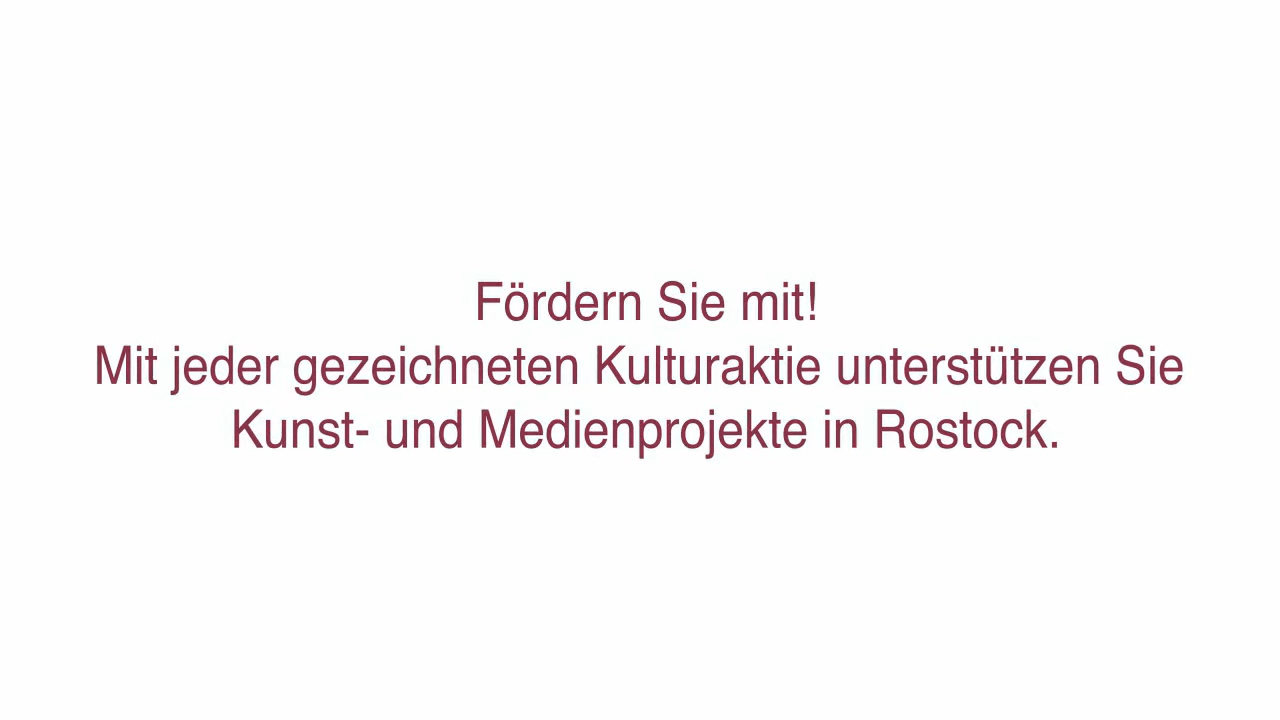 Fördern Sie mit!
Mit jeder gezeichneten Kulturaktie unterstützen Sie
Kunst- und Medienprojekte in Rostock.